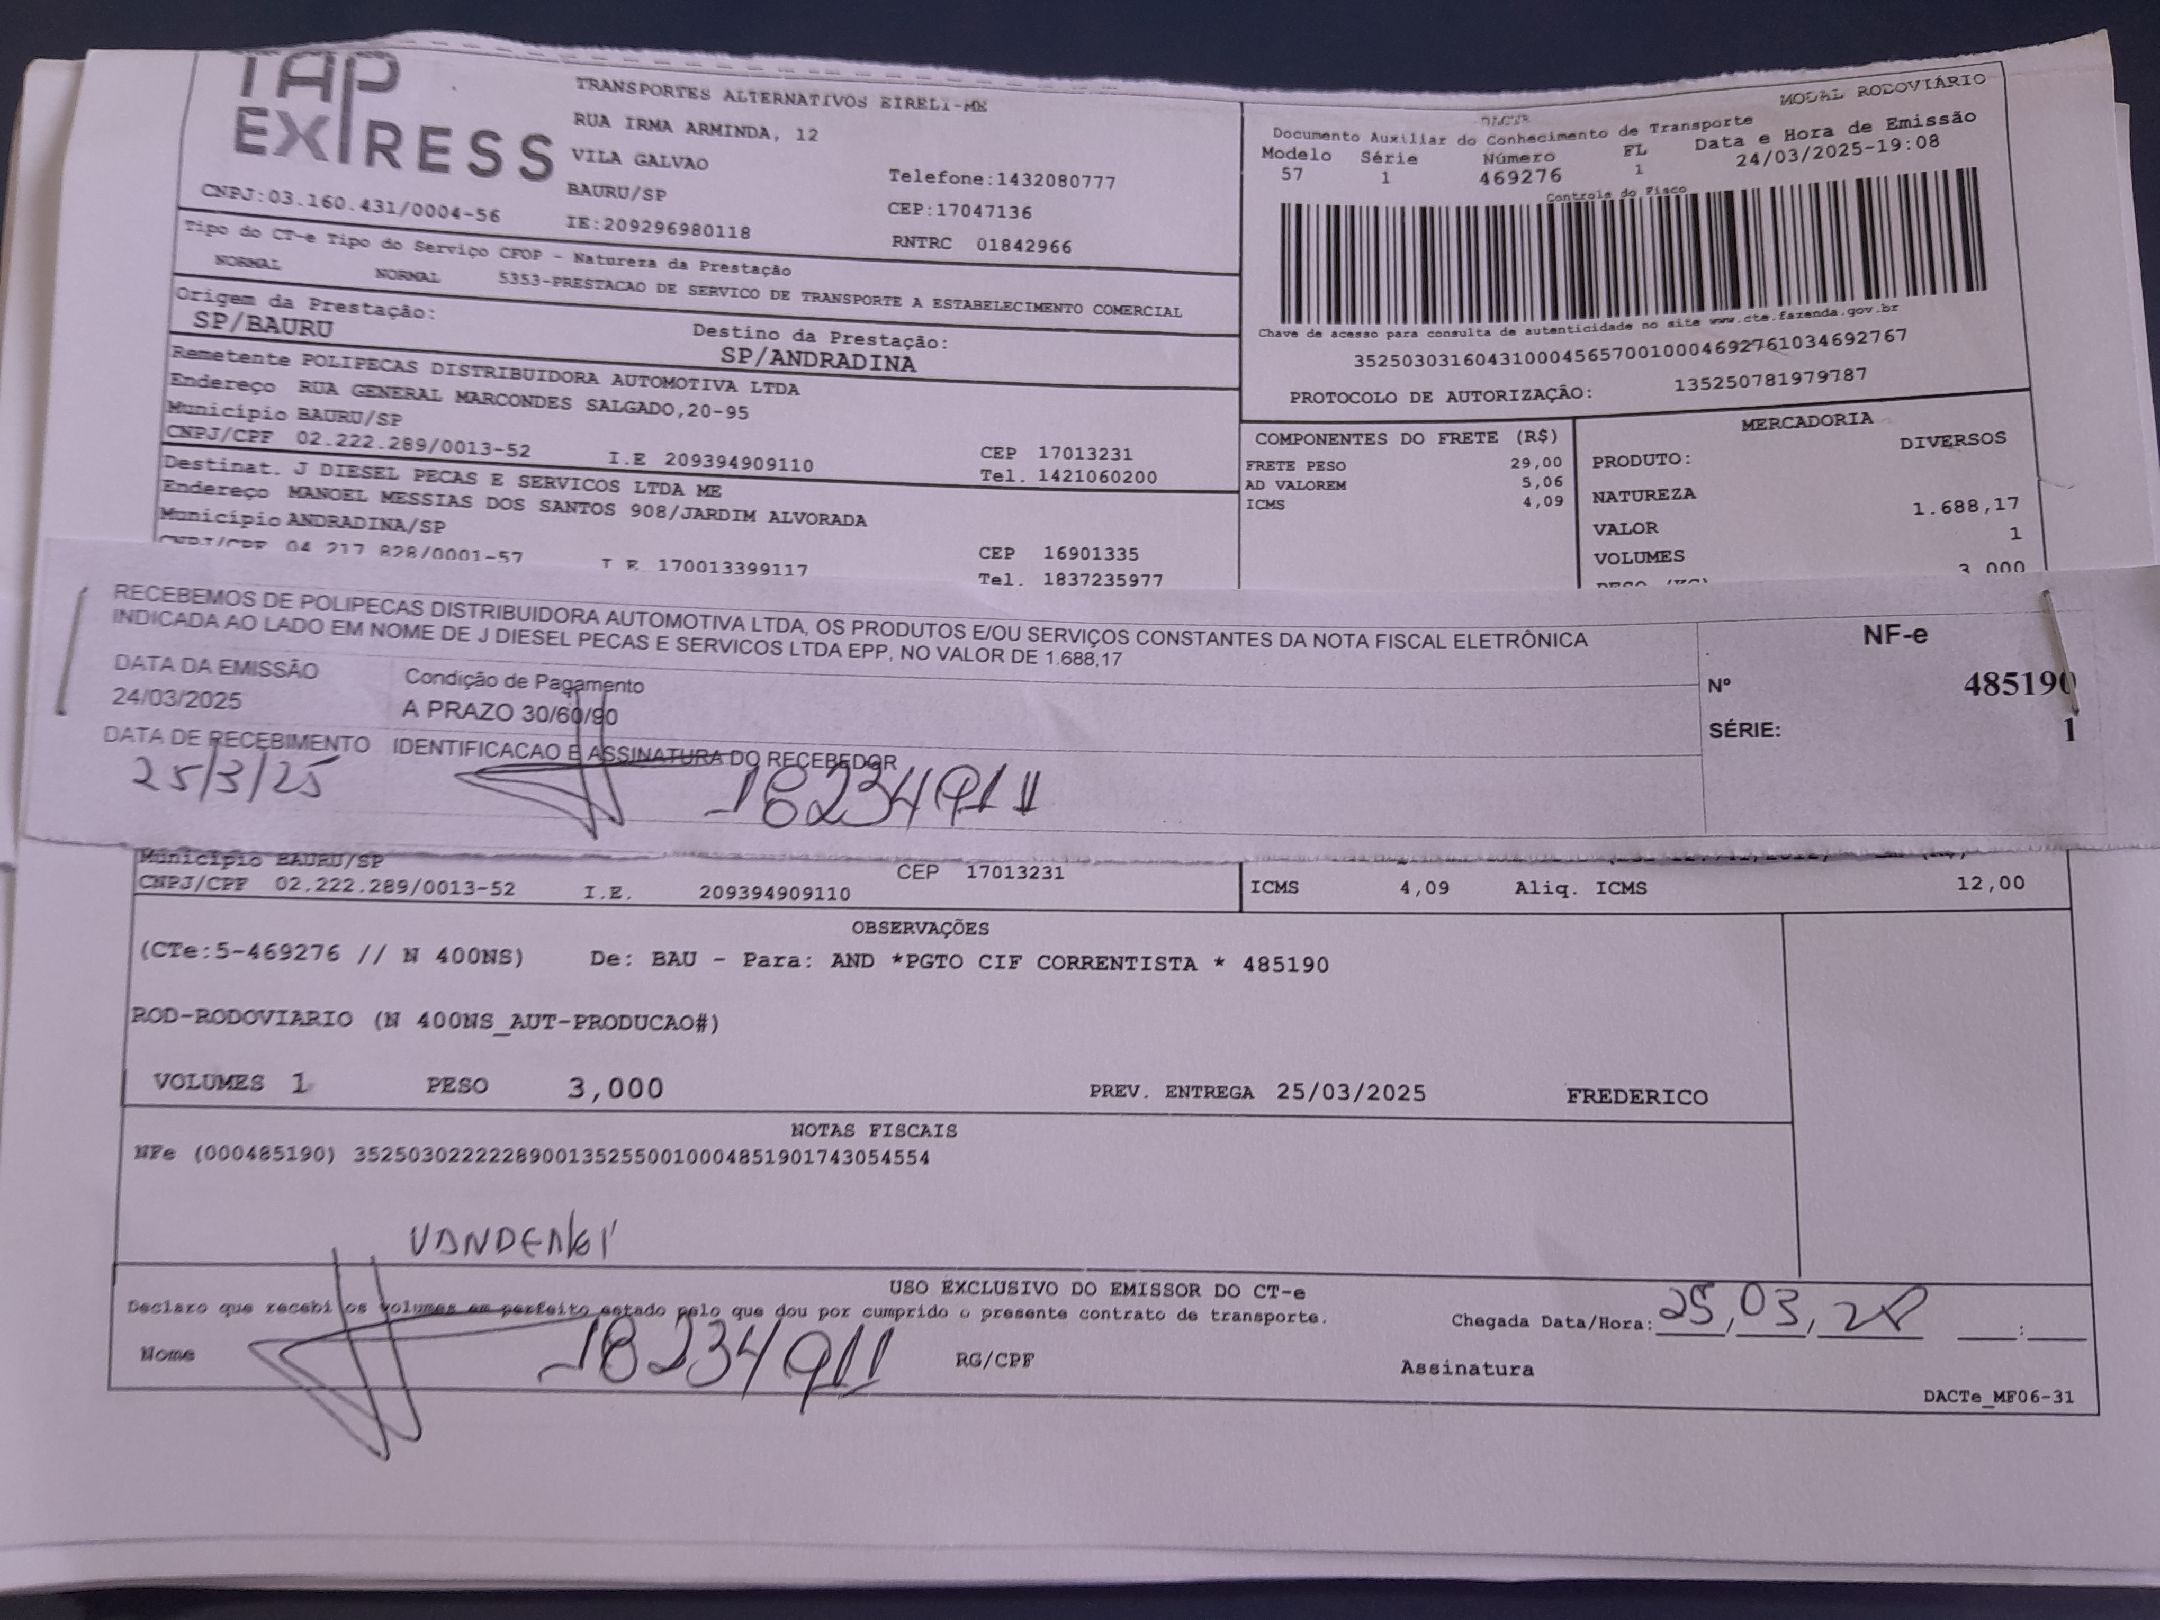 TAP
EXPRESS
TRANSPORTES ALTERNATIVOS EIRELI-ME
RUA IRMA ARMINDA, 12
VILA GALVAO
BAURU/SP
Telefone:1432080777
CEP:17047136
CNPJ:03.160.431/0004-56
IE:209296980118
RNTRC 01842966
MODAL RODOVIÁRIO
DACTE
Documento Auxiliar do Conhecimento de Transporte
Modelo Série Número FL Data e Hora de Emissão
57 1 469276 1 24/03/2025-19:08
Controle do Fisco
Chave de acesso para consulta de autenticidade no site www.cte.fazenda.gov.br
35250303160431000456570010004692761034692767
PROTOCOLO DE AUTORIZAÇÃO: 135250781979787
Tipo do CT-e Tipo do Serviço CFOP - Natureza da Prestação
NORMAL NORMAL 5353-PRESTACAO DE SERVICO DE TRANSPORTE A ESTABELECIMENTO COMERCIAL
Origem da Prestação:
SP/BAURU
Destino da Prestação:
SP/ANDRADINA
Remetente POLIPECAS DISTRIBUIDORA AUTOMOTIVA LTDA
Endereço RUA GENERAL MARCONDES SALGADO,20-95
Município BAURU/SP
CEP 17013231
CNPJ/CPF 02.222.289/0013-52 I.E 209394909110 Tel. 1421060200
Destinat. J DIESEL PECAS E SERVICOS LTDA ME
Endereço MANOEL MESSIAS DOS SANTOS 908/JARDIM ALVORADA
Município ANDRADINA/SP
CEP 16901335
CNPJ/CPF 04.217.828/0001-57 I.E 170013399117 Tel. 1837235977
COMPONENTES DO FRETE (R$)
FRETE PESO 29,00
AD VALOREM 5,06
ICMS 4,09
MERCADORIA
PRODUTO: DIVERSOS
NATUREZA
VALOR 1.688,17
VOLUMES 1
PESO (KG) 3,000
RECEBEMOS DE POLIPECAS DISTRIBUIDORA AUTOMOTIVA LTDA, OS PRODUTOS E/OU SERVIÇOS CONSTANTES DA NOTA FISCAL ELETRÔNICA
INDICADA AO LADO EM NOME DE J DIESEL PECAS E SERVICOS LTDA EPP, NO VALOR DE 1.688,17
DATA DA EMISSÃO Condição de Pagamento
24/03/2025 A PRAZO 30/60/90
DATA DE RECEBIMENTO IDENTIFICACAO E ASSINATURA DO RECEBEDOR
25/3/25 18234911
NF-e
Nº 485190
SÉRIE: 1
Município BAURU/SP
CEP 17013231
CNPJ/CPF 02.222.289/0013-52 I.E. 209394909110
ICMS 4,09 Aliq. ICMS 12,00
OBSERVAÇÕES
(CTe:5-469276 // N 400NS) De: BAU - Para: AND *PGTO CIF CORRENTISTA * 485190
ROD-RODOVIARIO (N 400NS_AUT-PRODUCAO#)
VOLUMES 1 PESO 3,000 PREV. ENTREGA 25/03/2025 FREDERICO
NOTAS FISCAIS
NFe (000485190) 35250302222289001352550010004851901743054554
USO EXCLUSIVO DO EMISSOR DO CT-e
Declaro que recebi os volumes em perfeito estado pelo que dou por cumprido o presente contrato de transporte.
Chegada Data/Hora: 25,03, :
Nome 18234911 RG/CPF Assinatura
DACTe_MF06-31